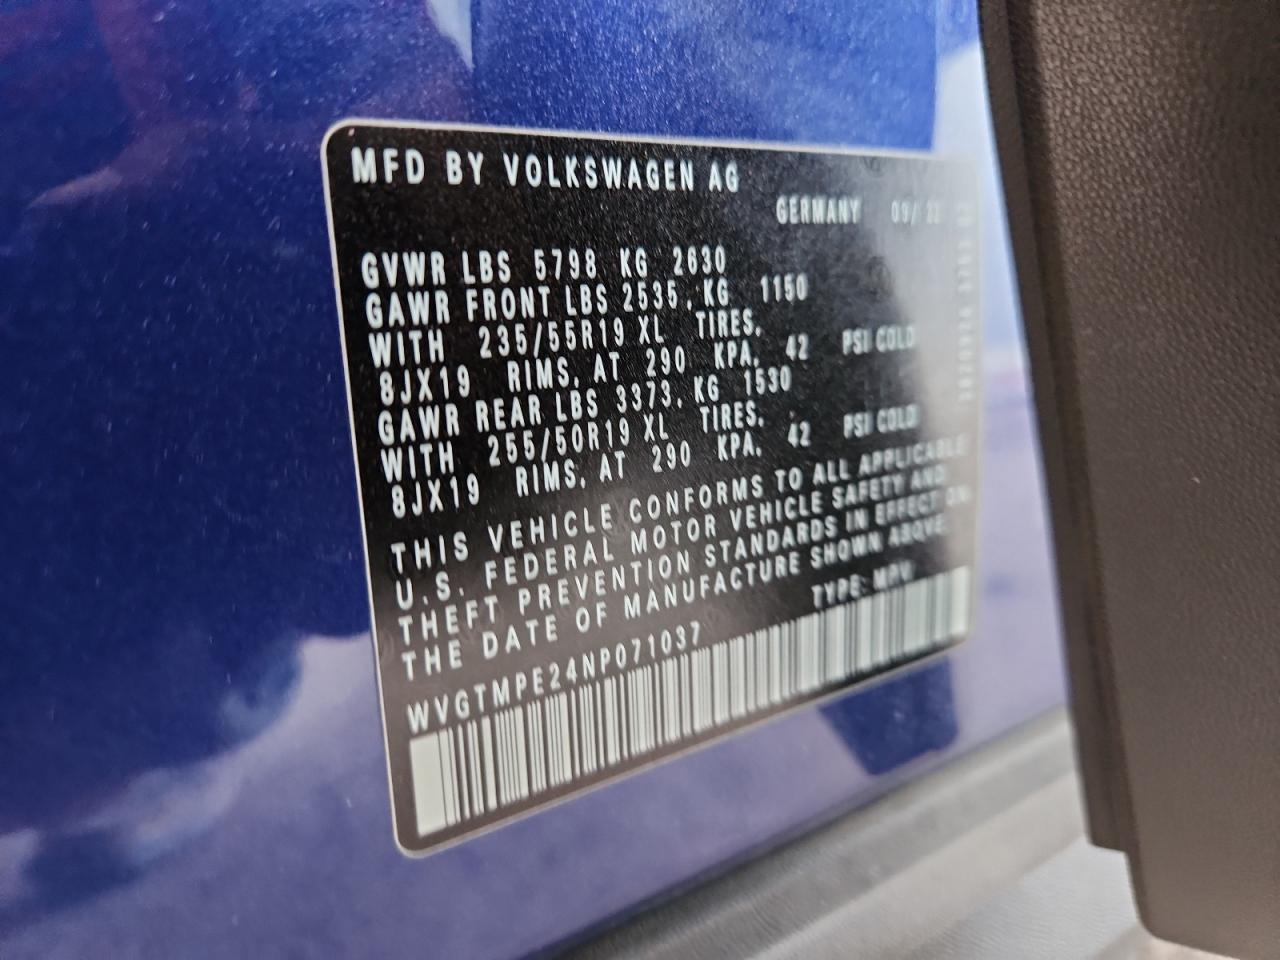 MFD BY VOLKSWAGEN AG
GERMANY 09/ 22
GVWR LBS 5798 KG 2630
GAWR FRONT LBS 2535, KG 1150
WITH 235/55R19 XL TIRES,
8JX19 RIMS, AT 290 KPA, 42 PSI COLD
GAWR REAR LBS 3373, KG 1530
WITH 255/50R19 XL TIRES,
8JX19 RIMS, AT 290 KPA, 42 PSI COLD
THIS VEHICLE CONFORMS TO ALL APPLICABLE
U.S. FEDERAL MOTOR VEHICLE SAFETY AND
THEFT PREVENTION STANDARDS IN EFFECT ON
THE DATE OF MANUFACTURE SHOWN ABOVE.
TYPE: MPV
WVGTMPE24NP071037